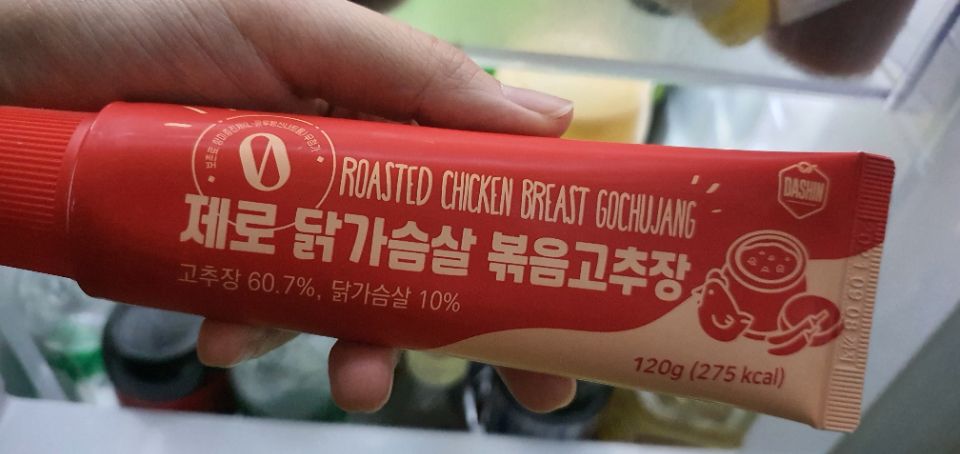 0
ROASTED CHICKEN BREAST GOCHUJANG
제로 닭가슴살 볶음고추장
고추장 60.7%, 닭가슴살 10%
DASHIN
120g (275 kcal)